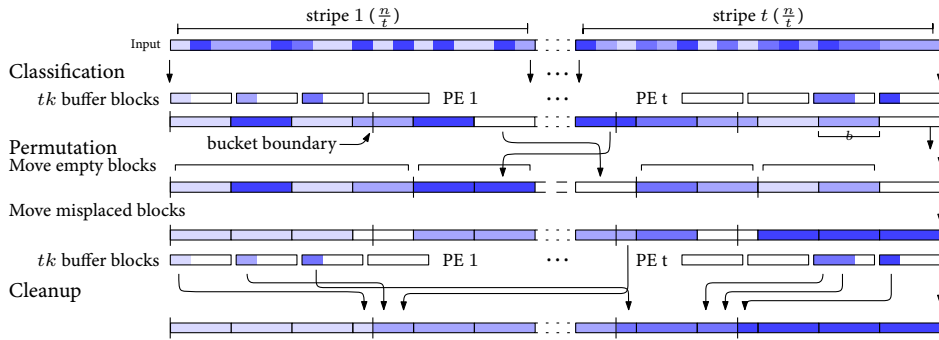 stripe 1 ( n/t )
stripe t ( n/t )
Input
Classification
tk buffer blocks
PE 1
PE t
bucket boundary
b
Permutation
Move empty blocks
Move misplaced blocks
tk buffer blocks
PE 1
PE t
Cleanup